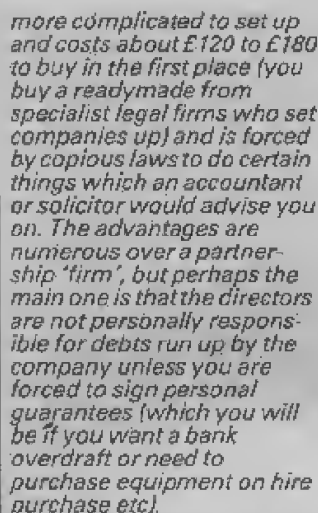 more complicated to set up
and costs about £120 to £180
to buy in the first place (you
buy a readymade from
specialist legal firms who set
companies up) and is forced
by copious laws to do certain
things which an accountant
or solicitor would advise you
on. The advantages are
numerous over a partner-
ship 'firm', but perhaps the
main one is that the directors
are not personally respons-
ible for debts run up by the
company unless you are
forced to sign personal
guarantees (which you will
be if you want a bank
overdraft or need to
purchase equipment on hire
purchase etc).